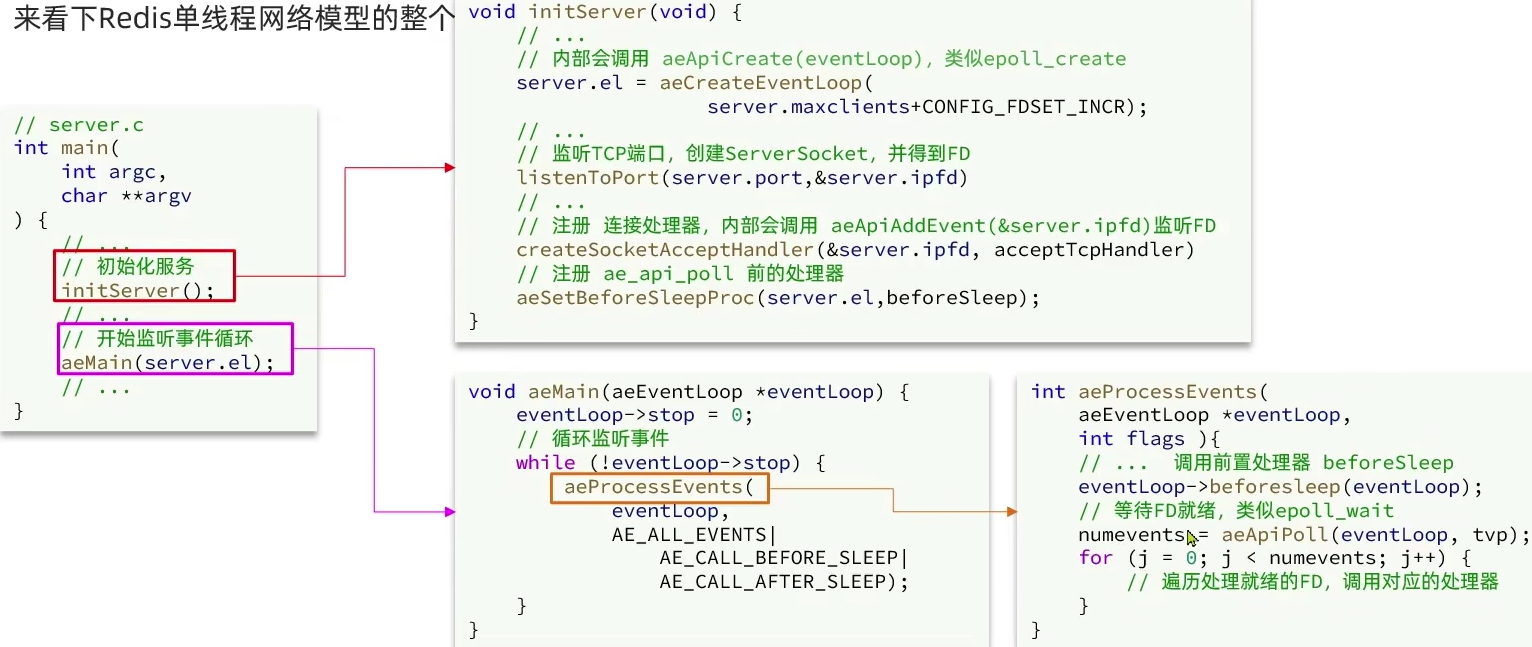 来看下Redis单线程网络模型的整个
// server.c
int main(
int argc,
char **argv
) {
// ...
// 初始化服务
initServer();
// ...
// 开始监听事件循环
aeMain(server.el);
// ...
}
void initServer(void) {
// ...
// 内部会调用 aeApiCreate(eventLoop)，类似epoll_create
server.el = aeCreateEventLoop(
server.maxclients+CONFIG_FDSET_INCR);
// ...
// 监听TCP端口，创建ServerSocket，并得到FD
listenToPort(server.port,&server.ipfd)
// ...
// 注册 连接处理器，内部会调用 aeApiAddEvent(&server.ipfd)监听FD
createSocketAcceptHandler(&server.ipfd, acceptTcpHandler)
// 注册 ae_api_poll 前的处理器
aeSetBeforeSleepProc(server.el,beforeSleep);
}
void aeMain(aeEventLoop *eventLoop) {
eventLoop->stop = 0;
// 循环监听事件
while (!eventLoop->stop) {
aeProcessEvents(
eventLoop,
AE_ALL_EVENTS|
AE_CALL_BEFORE_SLEEP|
AE_CALL_AFTER_SLEEP);
}
}
int aeProcessEvents(
aeEventLoop *eventLoop,
int flags ){
// ... 调用前置处理器 beforeSleep
eventLoop->beforesleep(eventLoop);
// 等待FD就绪，类似epoll_wait
numevents = aeApiPoll(eventLoop, tvp);
for (j = 0; j < numevents; j++) {
// 遍历处理就绪的FD，调用对应的处理器
}
}